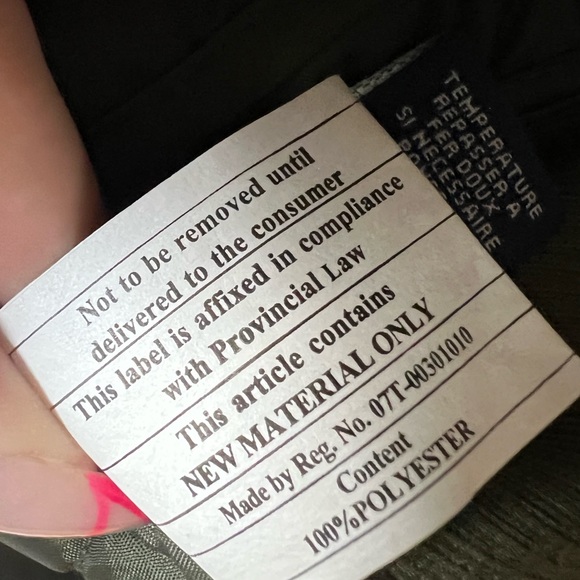 Not to be removed until
delivered to the consumer
This label is affixed in compliance
with Provincial Law
This article contains
NEW MATERIAL ONLY
Made by Reg. No. 07T-00301010
Content
100%POLYESTER
TEMPERATURE
REPASSER A
FER DOUX
SI NECESSAIRE